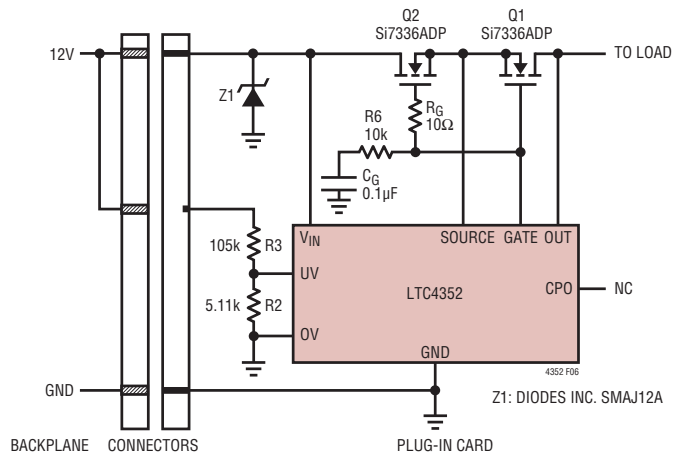 Q2
Si7336ADP
Q1
Si7336ADP
12V
TO LOAD
Z1
RG
10Ω
R6
10k
CG
0.1µF
VIN
SOURCE
GATE
OUT
105k
R3
UV
LTC4352
CPO
NC
5.11k
R2
OV
GND
4352 F06
GND
Z1: DIODES INC. SMAJ12A
BACKPLANE
CONNECTORS
PLUG-IN CARD